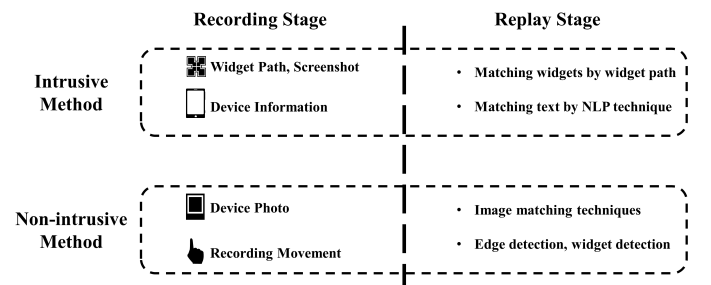 Recording Stage
Replay Stage
Intrusive
Method
Widget Path, Screenshot
Device Information
• Matching widgets by widget path
• Matching text by NLP technique
Non-intrusive
Method
Device Photo
Recording Movement
• Image matching techniques
• Edge detection, widget detection